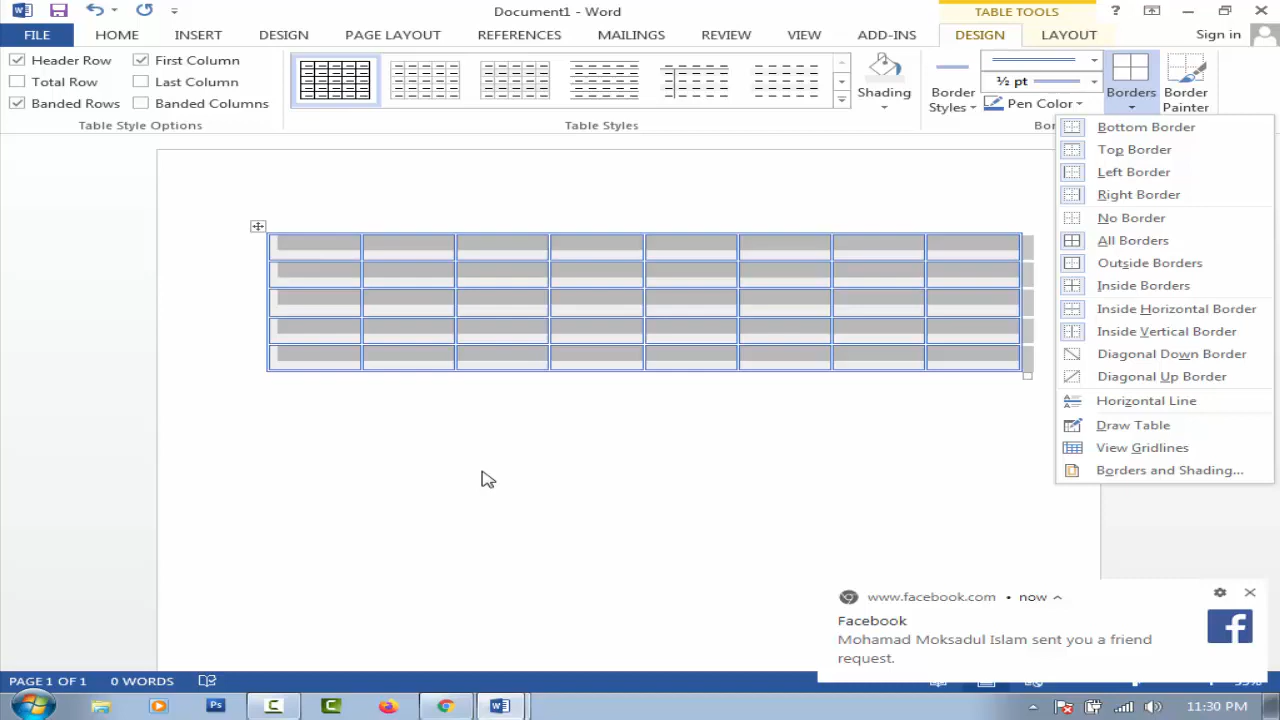 Document1 - Word
TABLE TOOLS
FILE
HOME
INSERT
DESIGN
PAGE LAYOUT
REFERENCES
MAILINGS
REVIEW
VIEW
ADD-INS
DESIGN
LAYOUT
Sign in
Header Row
First Column
Total Row
Last Column
Banded Rows
Banded Columns
Table Style Options
Table Styles
Shading
Border
Styles
½ pt
Pen Color
Borders
Border
Painter
Bottom Border
Top Border
Left Border
Right Border
No Border
All Borders
Outside Borders
Inside Borders
Inside Horizontal Border
Inside Vertical Border
Diagonal Down Border
Diagonal Up Border
Horizontal Line
Draw Table
View Gridlines
Borders and Shading...
www.facebook.com • now
Facebook
Mohamad Moksadul Islam sent you a friend
request.
PAGE 1 OF 1
0 WORDS
Ps
11:30 PM